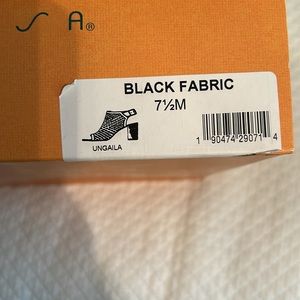 S A®
BLACK FABRIC
7½M
UNGAILA
1 90474 29071 4